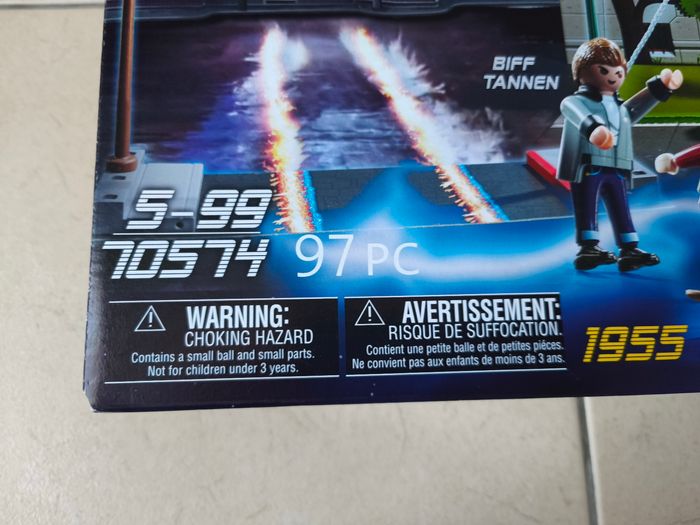 BIFF
TANNEN
5-99
70574 97 PC
WARNING:
CHOKING HAZARD
Contains a small ball and small parts.
Not for children under 3 years.
AVERTISSEMENT:
RISQUE DE SUFFOCATION.
Contient une petite balle et de petites pièces.
Ne convient pas aux enfants de moins de 3 ans.
1955